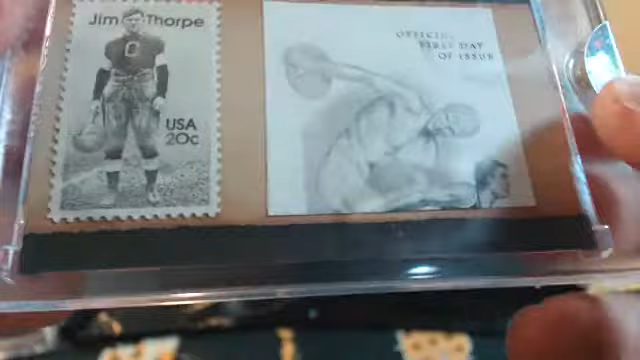 Jim Thorpe
USA
20c
OFFICIAL
FIRST DAY
OF ISSUE